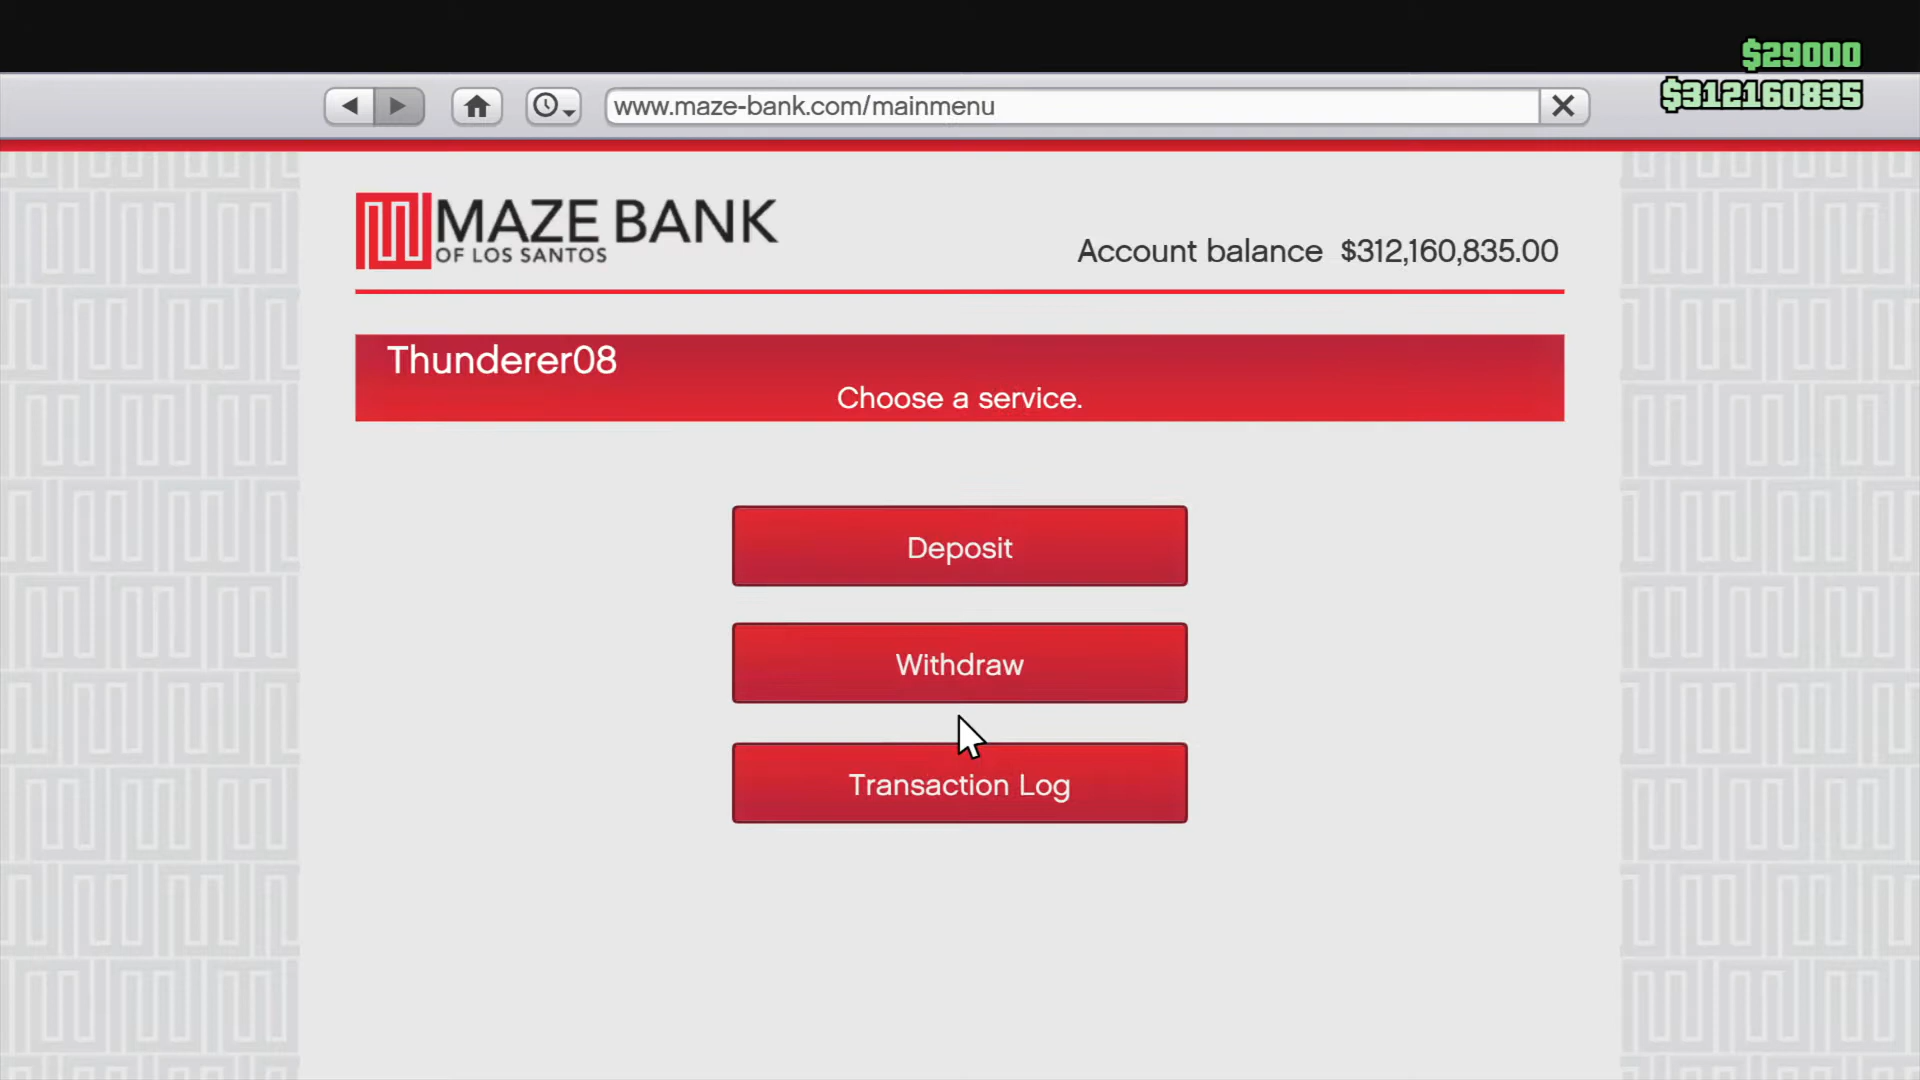 $29000
$312160835
www.maze-bank.com/mainmenu
MAZE BANK
OF LOS SANTOS
Account balance $312,160,835.00
Thunderer08
Choose a service.
Deposit
Withdraw
Transaction Log